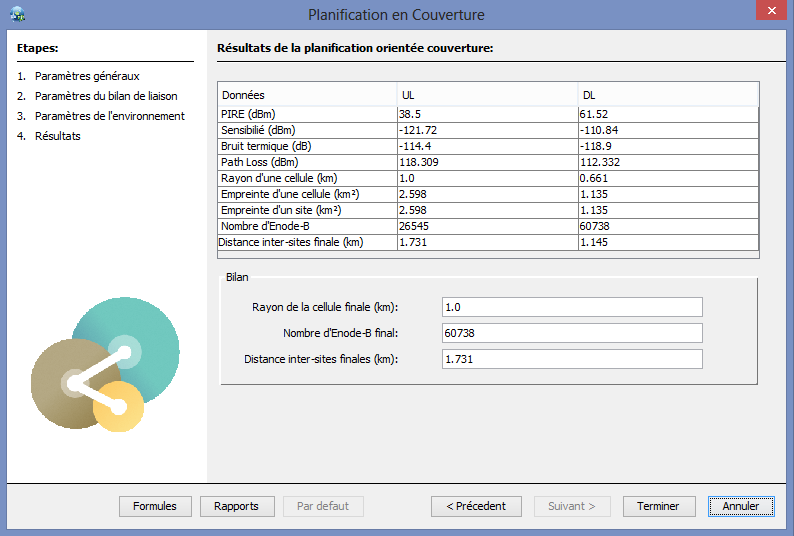 Planification en Couverture
Etapes:
1. Paramètres généraux
2. Paramètres du bilan de liaison
3. Paramètres de l'environnement
4. Résultats
Résultats de la planification orientée couverture:
Données UL DL
PIRE (dBm) 38.5 61.52
Sensibilié (dBm) -121.72 -110.84
Bruit termique (dB) -114.4 -118.9
Path Loss (dBm) 118.309 112.332
Rayon d'une cellule (km) 1.0 0.661
Empreinte d'une cellule (km²) 2.598 1.135
Empreinte d'un site (km²) 2.598 1.135
Nombre d'Enode-B 26545 60738
Distance inter-sites finale (km) 1.731 1.145
Bilan
Rayon de la cellule finale (km): 1.0
Nombre d'Enode-B final: 60738
Distance inter-sites finales (km): 1.731
Formules Rapports Par defaut < Précedent Suivant > Terminer Annuler